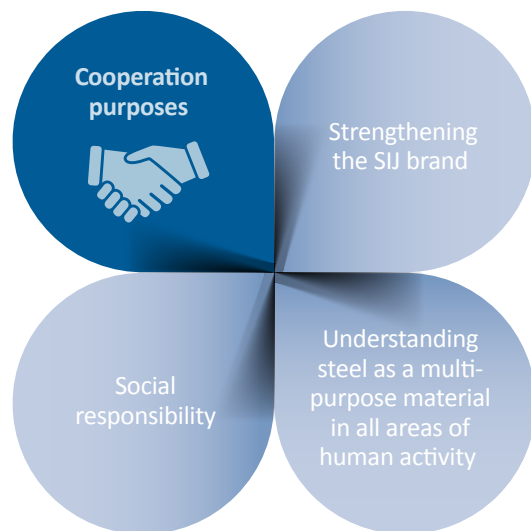 Cooperation
purposes
Strengthening
the SIJ brand
Social
responsibility
Understanding
steel as a multi-
purpose material
in all areas of
human activity